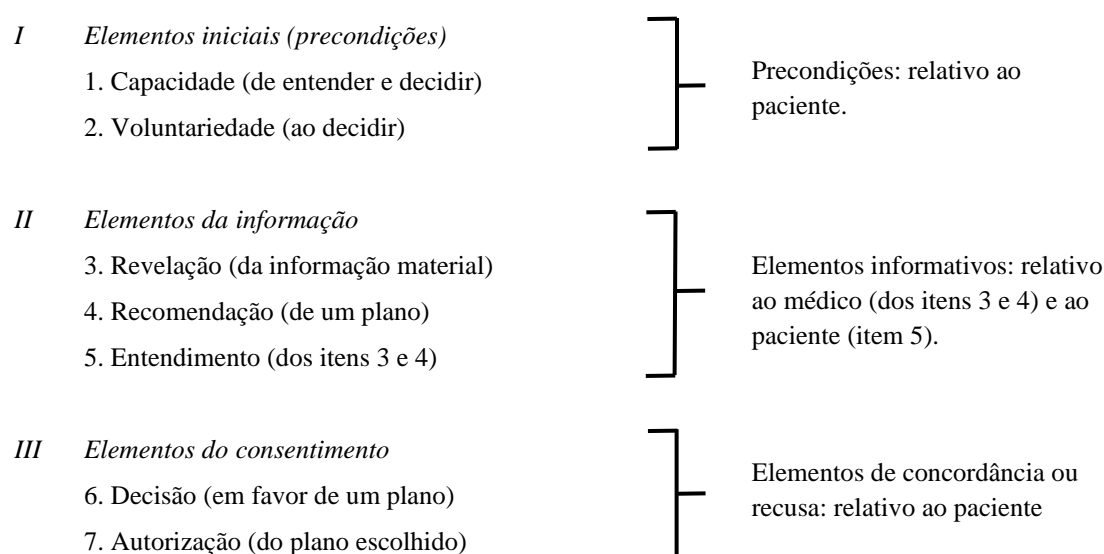 I Elementos iniciais (precondições)
1. Capacidade (de entender e decidir)
2. Voluntariedade (ao decidir)
Precondições: relativo ao
paciente.
II Elementos da informação
3. Revelação (da informação material)
4. Recomendação (de um plano)
5. Entendimento (dos itens 3 e 4)
Elementos informativos: relativo
ao médico (dos itens 3 e 4) e ao
paciente (item 5).
III Elementos do consentimento
6. Decisão (em favor de um plano)
7. Autorização (do plano escolhido)
Elementos de concordância ou
recusa: relativo ao paciente